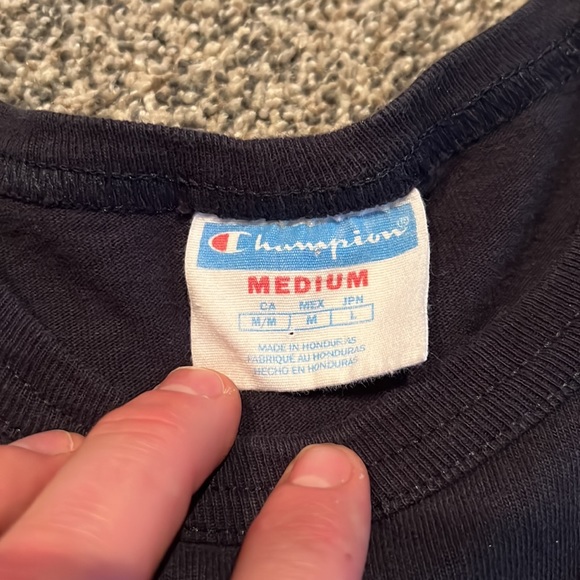 Champion®
MEDIUM
CA MEX JPN
M/M M L
MADE IN HONDURAS
FABRIQUÉ AU HONDURAS
HECHO EN HONDURAS